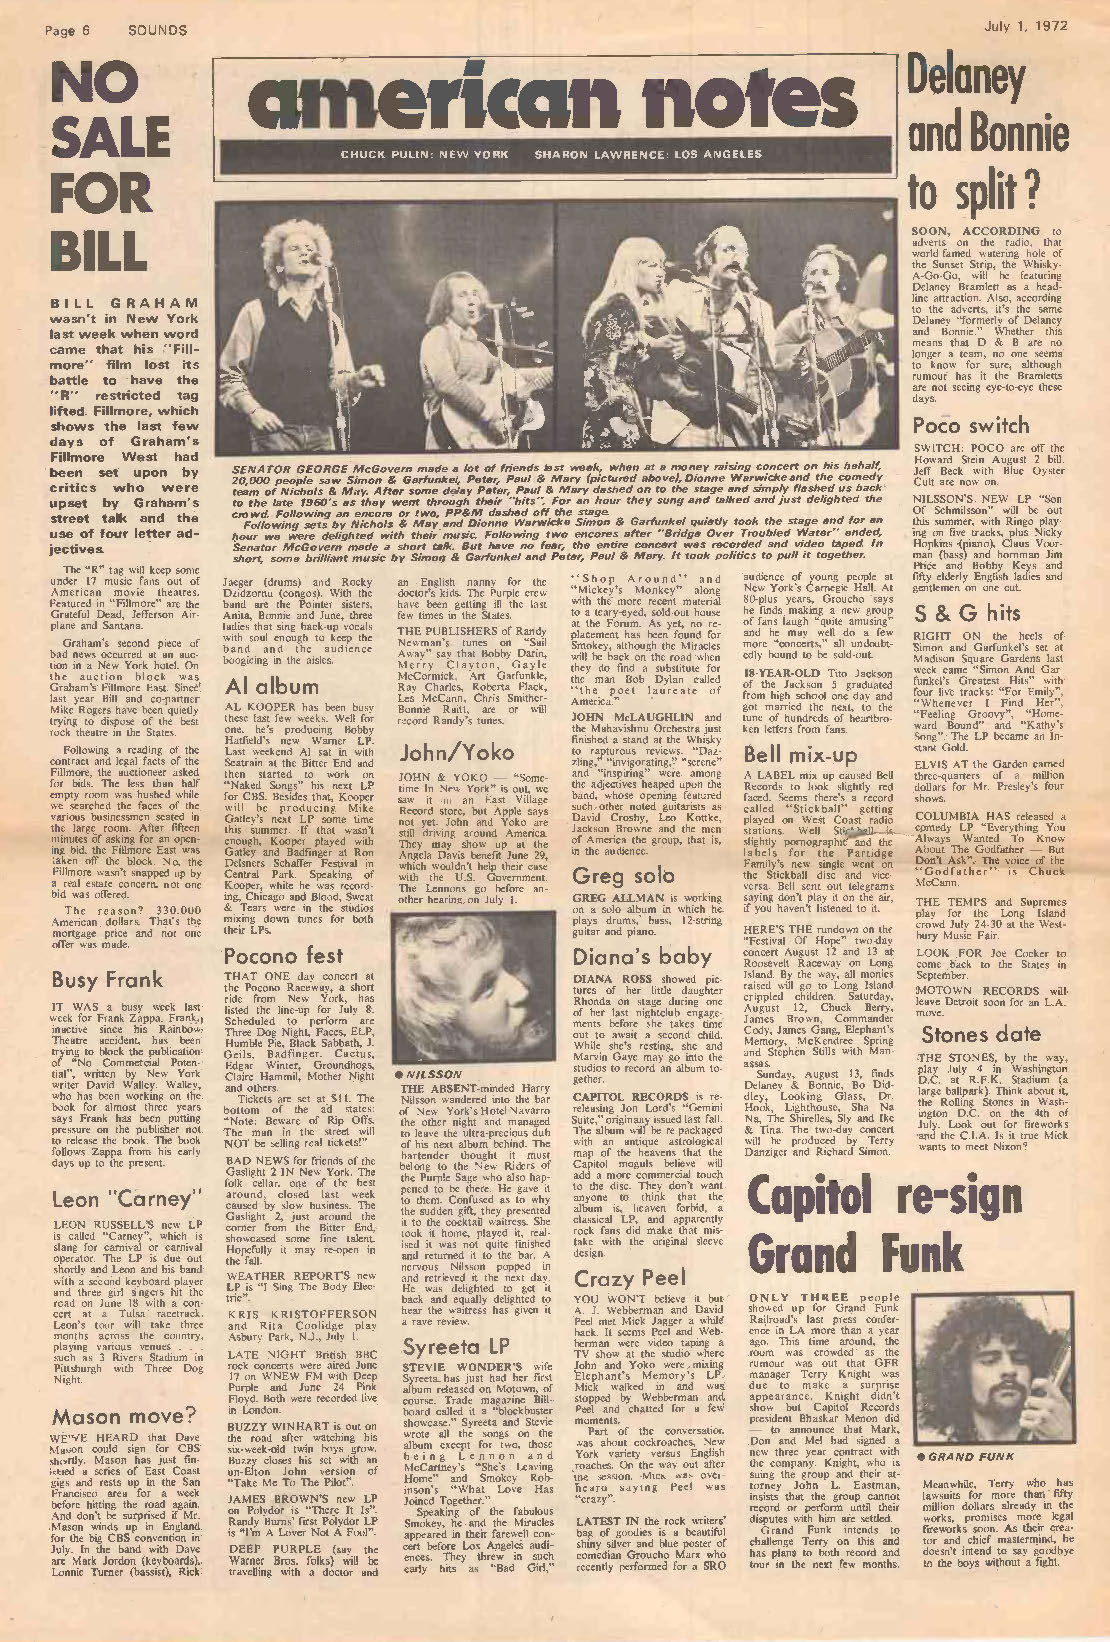 Page 6 SOUNDS
July 1, 1972
NO
SALE
FOR
BILL
BILL GRAHAM
wasn't in New York
last week when word
came that his "Fill-
more" film lost its
battle to have the
"R" restricted tag
lifted. Fillmore, which
shows the last few
days of Graham's
Fillmore West had
been set upon by
critics who were
upset by Graham's
street talk and the
use of four letter ad-
jectives.
The "R" tag will keep some
under 17 music fans out of
American movie theatres.
Featured in "Fillmore" are the
Grateful Dead, Jefferson Air-
plane and Santana.
Graham's second piece of
bad news occurred at an auc-
tion in a New York hotel. On
the auction block was
Graham's Fillmore East. Since
last year Bill and co-partner
Mike Rogers have been quietly
trying to dispose of the best
rock theatre in the States.
Following a reading of the
contract and legal facts of the
Fillmore, the auctioneer asked
for bids. The less than half
empty room was hushed while
we searched the faces of the
various businessmen seated in
the large room. After fifteen
minutes of asking for an open-
ing bid, the Fillmore East was
taken off the block. No, the
Fillmore wasn't snapped up by
a real estate concern, not one
bid was offered.
The reason? 330,000
American dollars. That's the
mortgage price and not one
offer was made.
Busy Frank
IT WAS a busy week last
week for Frank Zappa. Frank,
inactive since his Rainbow
Theatre accident, has been
trying to block the publication
of "No Commercial Poten-
tial", written by New York
writer David Walley. Walley,
who has been working on the
book for almost three years
says Frank has been putting
pressure on the publisher not
to release the book. The book
follows Zappa from his early
days up to the present.
Leon "Carney"
LEON RUSSELL'S new LP
is called "Carney", which is
slang for carnival or carnival
operator. The LP is due out
shortly and Leon and his band
with a second keyboard player
and three girl singers hit the
road on June 18 with a con-
cert at a Tulsa racetrack.
Leon's tour will take three
months across the country,
playing various venues . . .
such as 3 Rivers Stadium in
Pittsburgh with Three Dog
Night.
Mason move?
WE'VE HEARD that Dave
Mason could sign for CBS
shortly. Mason has just fin-
ished a series of East Coast
gigs and rests up in the San
Francisco area for a week
before hitting the road again.
And don't be surprised if Mr.
Mason winds up in England
for the big CBS convention in
July. In the band with Dave
are Mark Jordon (keyboards),
Lonnie Turner (bassist), Rick
american notes
CHUCK PULIN: NEW YORK SHARON LAWRENCE: LOS ANGELES
SENATOR GEORGE McGovern made a lot of friends last week, when at a money raising concert on his behalf,
20,000 people saw Simon & Garfunkel, Peter, Paul & Mary (pictured above), Dionne Warwicke and the comedy
team of Nichols & May. After some delay Peter, Paul & Mary dashed on to the stage and simply flashed us back
to the late 1960's as they went through their "hits". For an hour they sung and talked and just delighted the
crowd. Following an encore or two, PP&M dashed off the stage.
Following sets by Nichols & May and Dionne Warwicke Simon & Garfunkel quietly took the stage and for an
hour we were delighted with their music. Following two encores after "Bridge Over Troubled Water" ended,
Senator McGovern made a short talk. But have no fear, the entire concert was recorded and video taped. In
short, some brilliant music by Simon & Garfunkel and Peter, Paul & Mary. It took politics to pull it together.
Jaeger (drums) and Rocky
Dzidzornu (congos). With the
band are the Pointer sisters,
Anita, Bonnie and June, three
ladies that sing back-up vocals
with soul enough to keep the
band and the audience
boogicing in the aisles.
Al album
AL KOOPER has been busy
these last few weeks. Well for
one, he's producing Bobby
Hatfield's new Warner LP.
Last weekend Al sat in with
Seatrain at the Bitter End and
then started to work on
"Naked Songs" his next LP
for CBS. Besides that, Kooper
will be producing Mike
Gatley's next LP some time
this summer. If that wasn't
enough, Kooper played with
Gatley and Badfinger at Ron
Delseners Schaffer Festival in
Central Park. Speaking of
Kooper, while he was record-
ing, Chicago and Blood, Sweat
& Tears were in the studios
mixing down tunes for both
their LPs.
Pocono fest
THAT ONE day concert at
the Pocono Raceway, a short
ride from New York, has
listed the line-up for July 8.
Scheduled to perform are
Three Dog Night, Faces, ELP,
Humble Pie, Black Sabbath, J.
Geils, Badfinger, Cactus,
Edgar Winter, Groundhogs,
Claire Hammil, Mother Night
and others.
Tickets are set at $11. The
bottom of the ad states:
"Note: Beware of Rip Offs.
The man in the street will
NOT be selling real tickets!"
BAD NEWS for friends of the
Gaslight 2 IN New York. The
folk cellar, one of the best
around, closed last week
caused by slow business. The
Gaslight 2, just around the
corner from the Bitter End,
showcased some fine talent.
Hopefully it may re-open in
the fall.
WEATHER REPORT'S new
LP is "I Sing The Body Elec-
tric".
KRIS KRISTOFFERSON
and Rita Coolidge play
Asbury Park, N.J., July 1.
LATE NIGHT British BBC
rock concerts were aired June
17 on WNEW FM with Deep
Purple and June 24 Pink
Floyd. Both were recorded live
in London.
BUZZY WINHART is out on
the road after watching his
six-week-old twin boys grow.
Buzzy closes his set with an
un-Elton John version of
"Take Me To The Pilot".
JAMES BROWN'S new LP
on Polydor is "There It Is".
Randy Burns' first Polydor LP
is "I'm A Lover Not A Fool".
DEEP PURPLE (say the
Warner Bros. folks) will be
travelling with a doctor and
an English nanny for the
doctor's kids. The Purple crew
have been getting ill the last
few times in the States.
THE PUBLISHERS of Randy
Newman's tunes on "Sail
Away" say that Bobby Darin,
Merry Clayton, Gayle
McCormick, Art Garfunkle,
Ray Charles, Roberta Flack,
Les McCann, Chris Smither-
Bonnie Raitt, are or will
record Randy's tunes.
John/Yoko
JOHN & YOKO — "Some-
time In New York" is out, we
saw it in an East Village
Record store, but Apple says
not yet. John and Yoko are
still driving around America.
They may show up at the
Angela Davis benefit June 29,
which wouldn't help their case
with the U.S. Government.
The Lennons go before an-
other hearing on July 1.
● NILSSON
THE ABSENT-minded Harry
Nilsson wandered into the bar
of New York's Hotel Navarro
the other night and managed
to leave the ultra-precious dub
of his next album behind. The
bartender thought it must
belong to the New Riders of
the Purple Sage who also hap-
pened to be there. He gave it
to them. Confused as to why
the sudden gift, they presented
it to the cocktail waitress. She
took it home, played it, real-
ised it was not quite finished
and returned it to the bar. A
nervous Nilsson popped in
and retrieved it the next day.
He was delighted to get it
back and equally delighted to
hear the waitress has given it
a rave review.
Syreeta LP
STEVIE WONDER'S wife
Syreeta has just had her first
album released on Motown, of
course. Trade magazine Bill-
board called it a "blockbuster
showcase." Syreeta and Stevie
wrote all the songs on the
album except for two, those
being Lennon and
McCartney's "She's Leaving
Home" and Smokey Rob-
inson's "What Love Has
Joined Together."
Speaking of the fabulous
Smokey, he and the Miracles
appeared in their farewell con-
cert before Los Angeles audi-
ences. They threw in such
early hits as "Bad Girl,"
"Shop Around" and
"Mickey's Monkey" along
with the more recent material
to a teary-eyed, sold-out house
at the Forum. As yet, no re-
placement has been found for
Smokey, although the Miracles
will be back on the road when
they do find a substitute for
the man Bob Dylan called
"the poet laureate of
America."
JOHN McLAUGHLIN and
the Mahavishnu Orchestra just
finished a stand at the Whisky
to rapturous reviews. "Daz-
zling," "invigorating," "serene"
and "inspiring" were among
the adjectives heaped upon the
band, whose opening featured
such other noted guitarists as
David Crosby, Leo Kottke,
Jackson Browne and the men
of America the group, that is,
in the audience.
Greg solo
GREG ALLMAN is working
on a solo album in which he
plays drums, bass, 12-string
guitar and piano.
Diana's baby
DIANA ROSS showed pic-
tures of her little daughter
Rhonda on stage during one
of her last nightclub engage-
ments before she takes time
out to await a second child.
While she's resting, she and
Marvin Gaye may go into the
studios to record an album to-
gether.
CAPITOL RECORDS is re-
releasing Jon Lord's "Gemini
Suite," originally issued last fall.
The album will be repackaged
with an antique astrological
map of the heavens that the
Capitol moguls believe will
add a more commercial touch
to the disc. They don't want
anyone to think that the
album is, heaven forbid, a
classical LP, and apparently
rock fans did make that mis-
take with the original sleeve
design.
Crazy Peel
YOU WON'T believe it but
A. J. Webberman and David
Peel met Mick Jagger a while
back. It seems Peel and Web-
berman were video taping a
TV show at the studio where
John and Yoko were mixing
Elephant's Memory's LP.
Mick walked in and was
stopped by Webberman and
Peel and chatted for a few
moments.
Part of the conversation
was about cockroaches, New
York variety versus English
roaches. On the way out after
the session, Mick was over-
heard saying Peel was
"crazy".
LATEST IN the rock writers'
bag of goodies is a beautiful
shiny silver and blue poster of
comedian Groucho Marx who
recently performed for a SRO
audience of young people at
New York's Carnegie Hall. At
80-plus years, Groucho says
he finds making a new group
of fans laugh "quite amusing"
and he may well do a few
more "concerts," all undoubt-
edly bound to be sold-out.
18-YEAR-OLD Tito Jackson
of the Jackson 5 graduated
from high school one day and
got married the next, to the
tune of hundreds of heartbro-
ken letters from fans.
Bell mix-up
A LABEL mix up caused Bell
Records to look slightly red
faced. Seems there's a record
called "Stickball" getting
played on West Coast radio
stations. Well Stickball is
slightly pornographic and the
labels for the Partridge
Family's new single went on
the Stickball disc and vice-
versa. Bell sent out telegrams
saying don't play it on the air,
if you haven't listened to it.
HERE'S THE rundown on the
"Festival Of Hope" two-day
concert August 12 and 13 at
Roosevelt Raceway on Long
Island. By the way, all monies
raised will go to Long Island
crippled children. Saturday,
August 12, Chuck Berry,
James Brown, Commander
Cody, James Gang, Elephant's
Memory, McKendree Spring
and Stephen Stills with Man-
assas.
Sunday, August 13, finds
Delaney & Bonnie, Bo Did-
dley, Looking Glass, Dr.
Hook, Lighthouse, Sha Na
Na, The Shirelles, Sly and Ike
& Tina. The two-day concert
will be produced by Terry
Danziger and Richard Simon.
Delaney
and Bonnie
to split?
SOON, ACCORDING to
adverts on the radio, that
world famed watering hole of
the Sunset Strip, the Whisky-
A-Go-Go, will be featuring
Delaney Bramlett as a head-
line attraction. Also, according
to the adverts, it's the same
Delaney "formerly of Delaney
and Bonnie." Whether this
means that D & B are no
longer a team, no one seems
to know for sure, although
rumour has it the Bramletts
are not seeing eye-to-eye these
days.
Poco switch
SWITCH: POCO are off the
Howard Stein August 2 bill.
Jeff Beck with Blue Oyster
Cult are now on.
NILSSON'S NEW LP "Son
Of Schmilsson" will be out
this summer, with Ringo play-
ing on five tracks, plus Nicky
Hopkins (piano), Claus Voor-
man (bass) and hornman Jim
Price and Bobby Keys and
fifty elderly English ladies and
gentlemen on one cut.
S & G hits
RIGHT ON the heels of
Simon and Garfunkel's set at
Madison Square Gardens last
week came "Simon And Gar
funkel's Greatest Hits" with
four live tracks: "For Emily",
"Whenever I Find Her",
"Feeling Groovy", "Home-
ward Bound" and "Kathy's
Song". The LP became an In-
stant Gold.
ELVIS AT the Garden earned
three-quarters of a million
dollars for Mr. Presley's four
shows.
COLUMBIA HAS released a
comedy LP "Everything You
Always Wanted To Know
About The Godfather — But
Don't Ask". The voice of the
"Godfather" is Chuck
McCann.
THE TEMPS and Supremes
play for the Long Island
crowd July 24-30 at the West-
bury Music Fair.
LOOK FOR Joe Cocker to
come back to the States in
September.
MOTOWN RECORDS will
leave Detroit soon for an L.A.
move.
Stones date
THE STONES, by the way,
play July 4 in Washington
D.C. at R.F.K. Stadium (a
large ballpark). Think about it,
the Rolling Stones in Wash-
ington D.C. on the 4th of
July. Look out for fireworks
and the C.I.A. Is it true Mick
wants to meet Nixon?
Capitol re-sign
Grand Funk
ONLY THREE people
showed up for Grand Funk
Railroad's last press confer-
ence in LA more than a year
ago. This time around, the
room was crowded as the
rumour was out that GFR
manager Terry Knight was
due to make a surprise
appearance. Knight didn't
show but Capitol Records
president Bhaskar Menon did
— to announce that Mark,
Don and Mel had signed a
new three year contract with
the company. Knight, who is
suing the group and their at-
torney John L. Eastman,
insists that the group cannot
record or perform until their
disputes with him are settled.
Grand Funk intends to
challenge Terry on this and
has plans to both record and
tour in the next few months.
● GRAND FUNK
Meanwhile, Terry who has
lawsuits for more than fifty
million dollars already in the
works, promises more legal
fireworks soon. As their crea-
tor and chief mastermind, he
doesn't intend to say goodbye
to the boys without a fight.